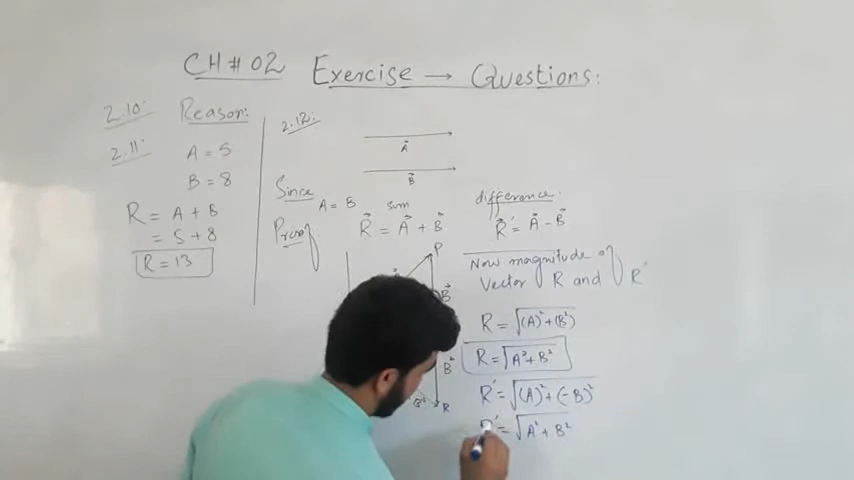 CH # 02 Exercise → Questions:
2.10: Reason:
2.11:
A = 5
B = 8
R = A + B
= 5 + 8
R = 13
2.12:
A⃗
B⃗
Since A = B
Proof:
sum
R⃗ = A⃗ + B⃗
P
B⃗
B⃗
R
difference:
R⃗' = A⃗ - B⃗
Now magnitude of
Vector R and R'
R = √(A)² + (B)²
R = √A² + B²
R' = √(A)² + (-B)²
R' = √A² + B²